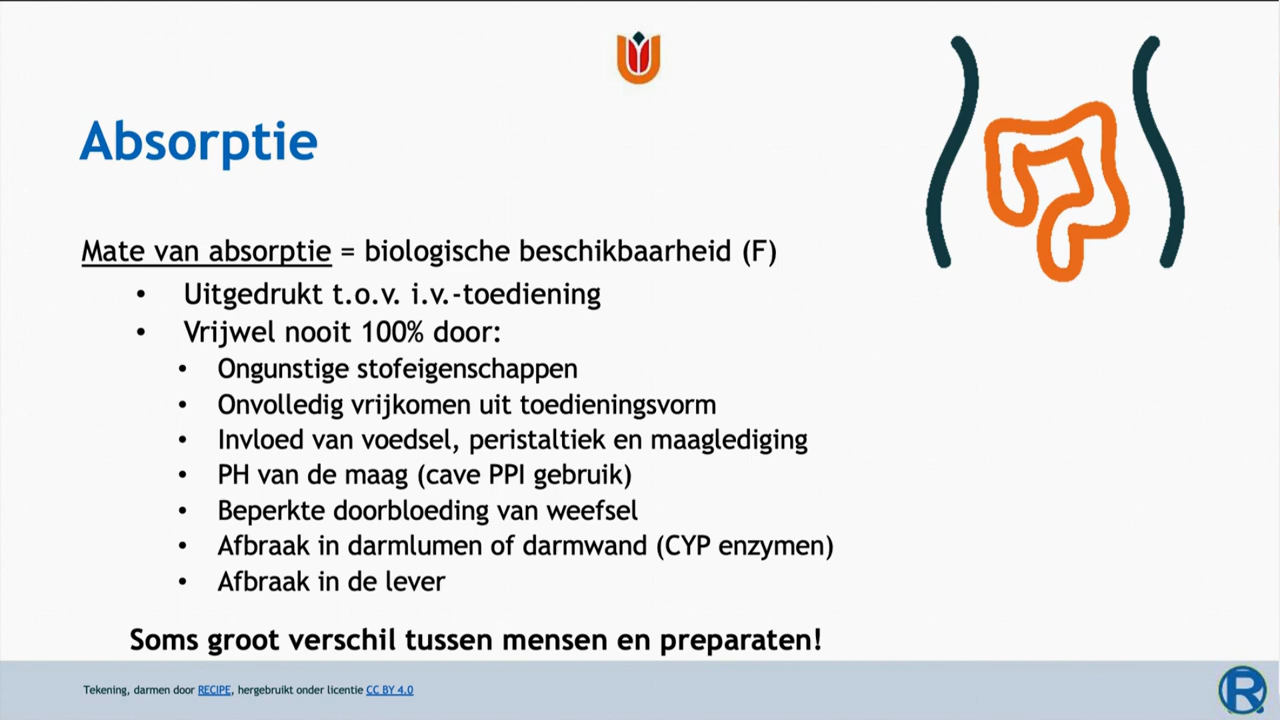 Absorptie
Mate van absorptie = biologische beschikbaarheid (F)
• Uitgedrukt t.o.v. i.v.-toediening
• Vrijwel nooit 100% door:
• Ongunstige stofeigenschappen
• Onvolledig vrijkomen uit toedieningsvorm
• Invloed van voedsel, peristaltiek en maaglediging
• PH van de maag (cave PPI gebruik)
• Beperkte doorbloeding van weefsel
• Afbraak in darmlumen of darmwand (CYP enzymen)
• Afbraak in de lever
Soms groot verschil tussen mensen en preparaten!
Tekening, darmen door RECIPE, hergebruikt onder licentie CC BY 4.0
R